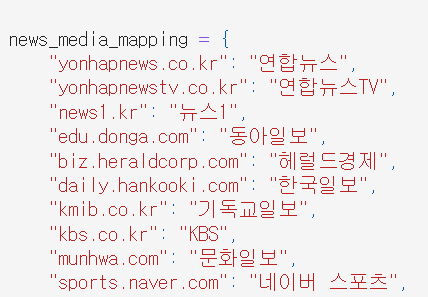 news_media_mapping = {
"yonhapnews.co.kr": "연합뉴스",
"yonhapnewstv.co.kr": "연합뉴스TV",
"news1.kr": "뉴스1",
"edu.donga.com": "동아일보",
"biz.heraldcorp.com": "헤럴드경제",
"daily.hankooki.com": "한국일보",
"kmib.co.kr": "기독교일보",
"kbs.co.kr": "KBS",
"munhwa.com": "문화일보",
"sports.naver.com": "네이버 스포츠",